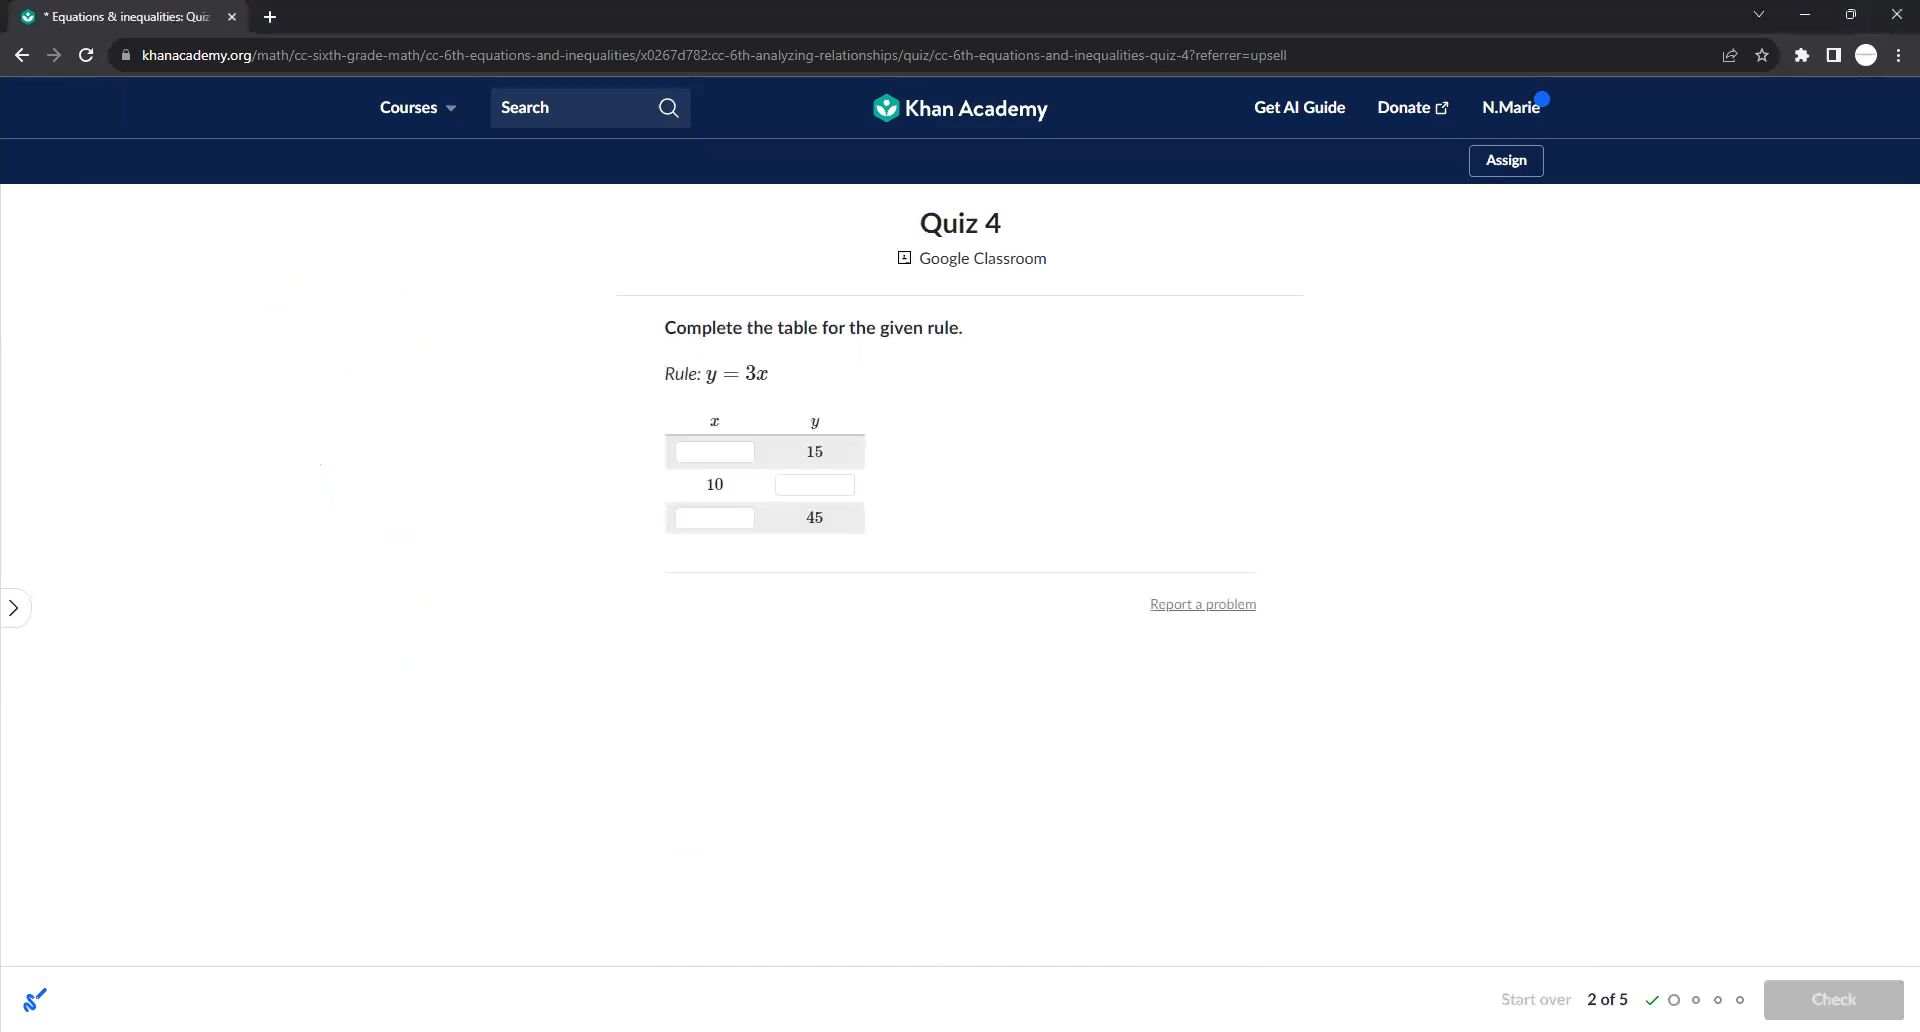 * Equations & inequalities: Quiz
khanacademy.org/math/cc-sixth-grade-math/cc-6th-equations-and-inequalities/x0267d782:cc-6th-analyzing-relationships/quiz/cc-6th-equations-and-inequalities-quiz-4?referrer=upsell
Courses Search Khan Academy Get AI Guide Donate N.Marie
Assign
Quiz 4
Google Classroom
Complete the table for the given rule.
Rule: y = 3x
x y
15
10
45
Report a problem
Start over 2 of 5 Check